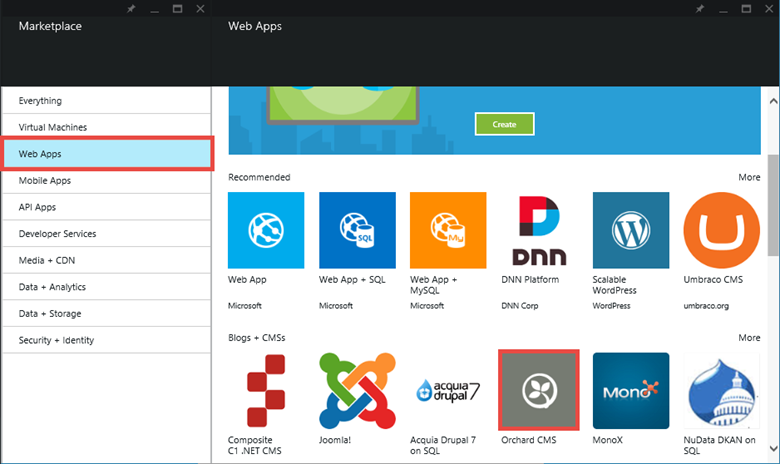 Marketplace
Web Apps
Everything
Virtual Machines
Web Apps
Mobile Apps
API Apps
Developer Services
Media + CDN
Data + Analytics
Data + Storage
Security + Identity
Create
Recommended
More
SQL
My
DNN
Web App
Web App + SQL
Web App +
MySQL
DNN Platform
Scalable
WordPress
Umbraco CMS
Microsoft
Microsoft
Microsoft
DNN Corp
WordPress
umbraco.org
Blogs + CMSs
More
acquia
drupal 7
MONO
Composite
C1 .NET CMS
Joomla!
Acquia Drupal 7
on SQL
Orchard CMS
MonoX
NuData DKAN on
SQL